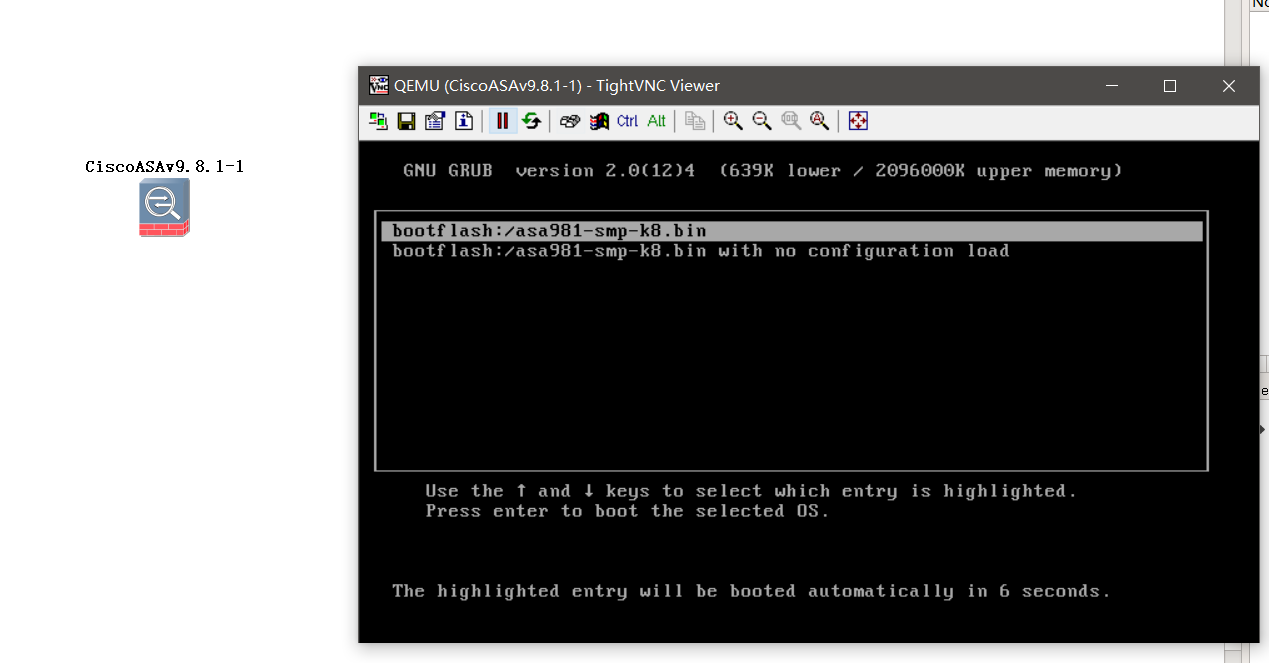 No
QEMU (CiscoASAv9.8.1-1) - TightVNC Viewer
Ctrl Alt
CiscoASAv9.8.1-1
GNU GRUB version 2.0(12)4 (639K lower / 2096000K upper memory)
bootflash:/asa981-smp-k8.bin
bootflash:/asa981-smp-k8.bin with no configuration load
Use the ↑ and ↓ keys to select which entry is highlighted.
Press enter to boot the selected OS.
The highlighted entry will be booted automatically in 6 seconds.